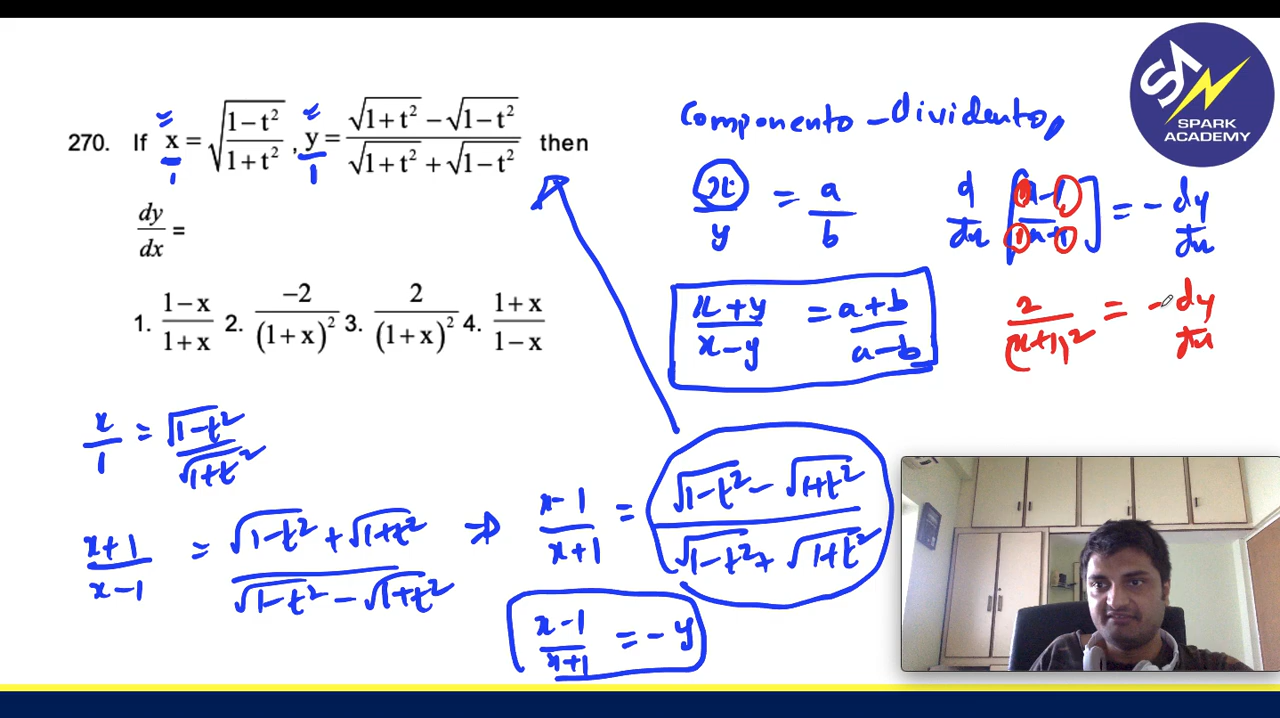 SPARK
ACADEMY
270. If x = √((1−t²)/(1+t²)), y = (√(1+t²) − √(1−t²))/(√(1+t²) + √(1−t²)) then
dy/dx =
1. (1−x)/(1+x) 2. −2/(1+x)² 3. 2/(1+x)² 4. (1+x)/(1−x)
componento - dividento,
x/y = a/b
(x+y)/(x−y) = (a+b)/(a−b)
d/dx [(x−1)/(x+1)] = − dy/dx
2/(x+1)² = − dy/dx
x/1 = √(1−t²)/√(1+t²)
(x+1)/(x−1) = (√(1−t²) + √(1+t²))/(√(1−t²) − √(1+t²)) ⇒ (x−1)/(x+1) = (√(1−t²) − √(1+t²))/(√(1−t²) + √(1+t²))
(x−1)/(x+1) = − y